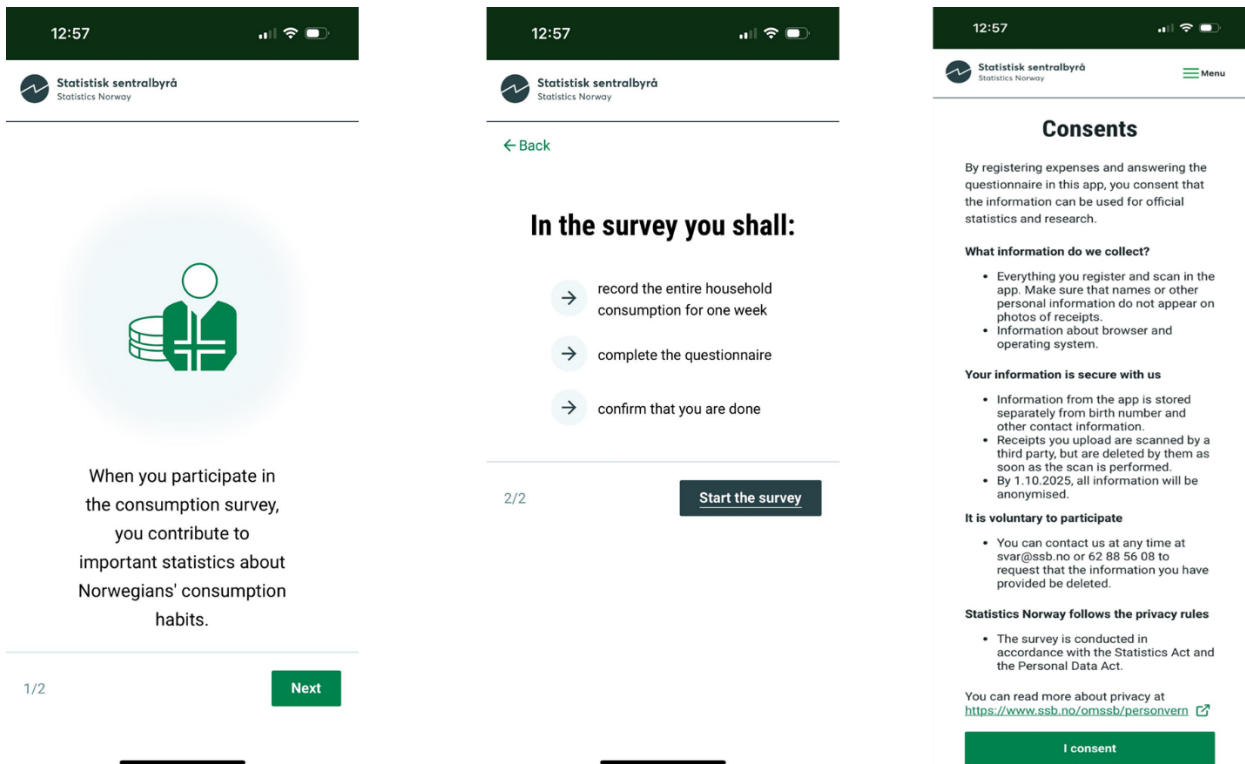 12:57
Statistisk sentralbyrå
Statistics Norway
When you participate in
the consumption survey,
you contribute to
important statistics about
Norwegians' consumption
habits.
1/2
Next
12:57
Statistisk sentralbyrå
Statistics Norway
← Back
In the survey you shall:
→ record the entire household
consumption for one week
→ complete the questionnaire
→ confirm that you are done
2/2
Start the survey
12:57
Statistisk sentralbyrå
Statistics Norway
Menu
Consents
By registering expenses and answering the
questionnaire in this app, you consent that
the information can be used for official
statistics and research.
What information do we collect?
• Everything you register and scan in the
app. Make sure that names or other
personal information do not appear on
photos of receipts.
• Information about browser and
operating system.
Your information is secure with us
• Information from the app is stored
separately from birth number and
other contact information.
• Receipts you upload are scanned by a
third party, but are deleted by them as
soon as the scan is performed.
• By 1.10.2025, all information will be
anonymised.
It is voluntary to participate
• You can contact us at any time at
svar@ssb.no or 62 88 56 08 to
request that the information you have
provided be deleted.
Statistics Norway follows the privacy rules
• The survey is conducted in
accordance with the Statistics Act and
the Personal Data Act.
You can read more about privacy at
https://www.ssb.no/omssb/personvern
I consent